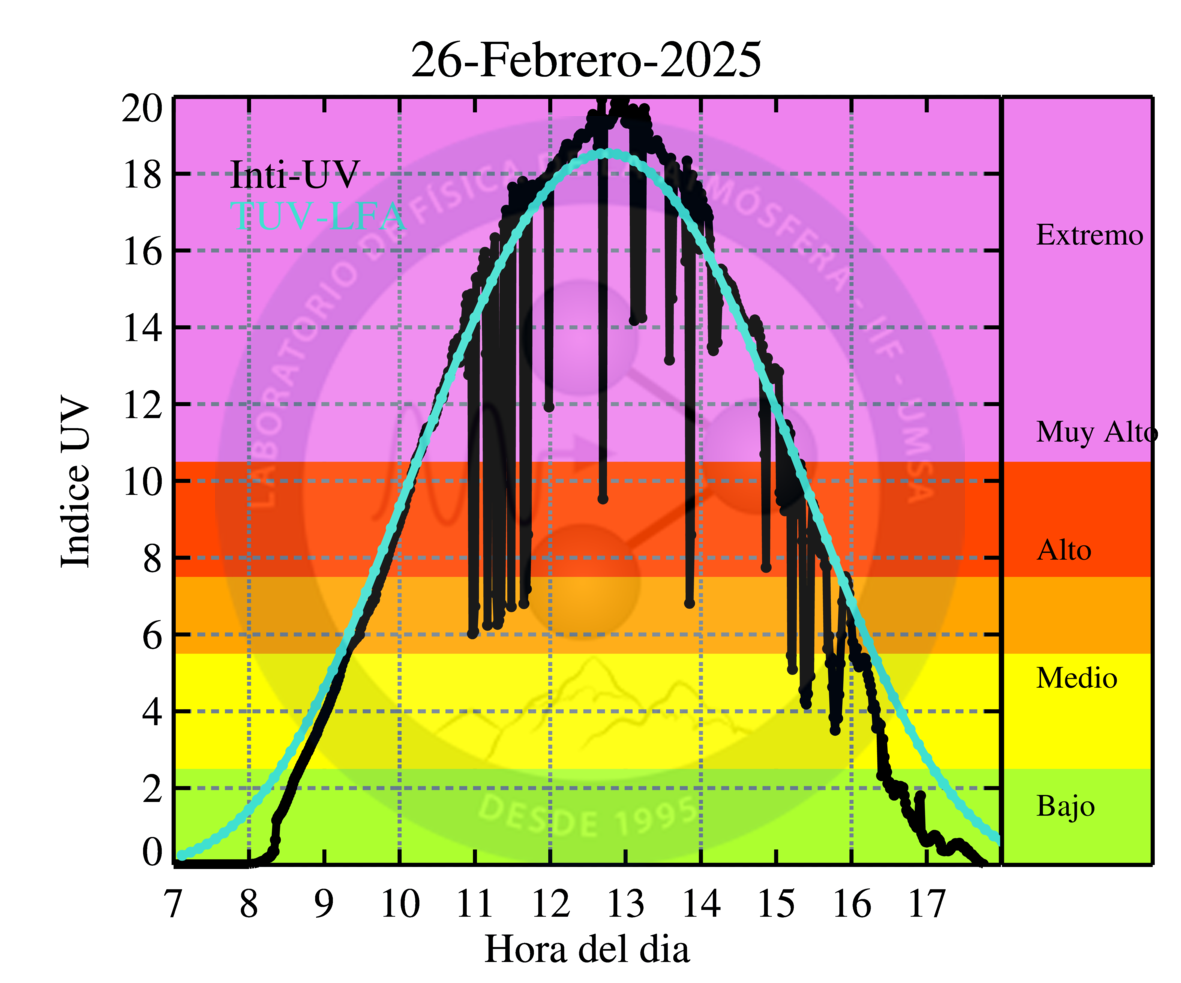 26-Febrero-2025
20
18
16
14
12
10
8
6
4
2
0
Indice UV
Inti-UV
TUV-LFA
LABORATORIO DE FÍSICA DE LA ATMÓSFERA - IIF - UMSA
DESDE 1995
Extremo
Muy Alto
Alto
Medio
Bajo
7 8 9 10 11 12 13 14 15 16 17
Hora del dia